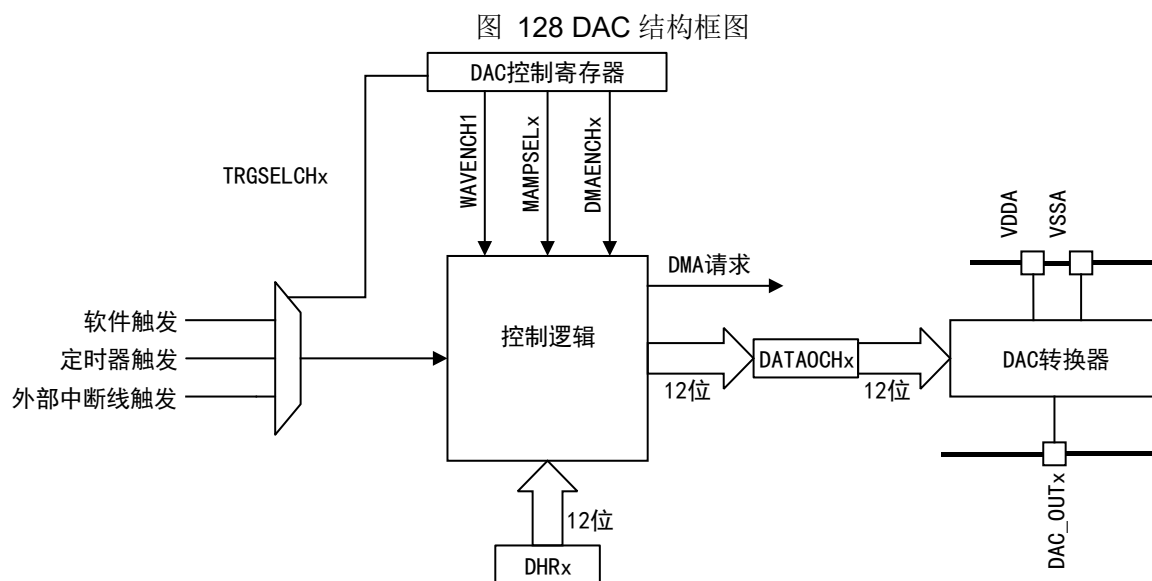 图 128 DAC 结构框图
DAC控制寄存器
TRGSELCHx
WAVENCH1
MAMPSELx
DMAENCHx
VDDA
VSSA
DMA请求
软件触发
定时器触发
外部中断线触发
控制逻辑
12位
DATAOCHx
12位
DAC转换器
12位
DHRx
DAC_OUTx